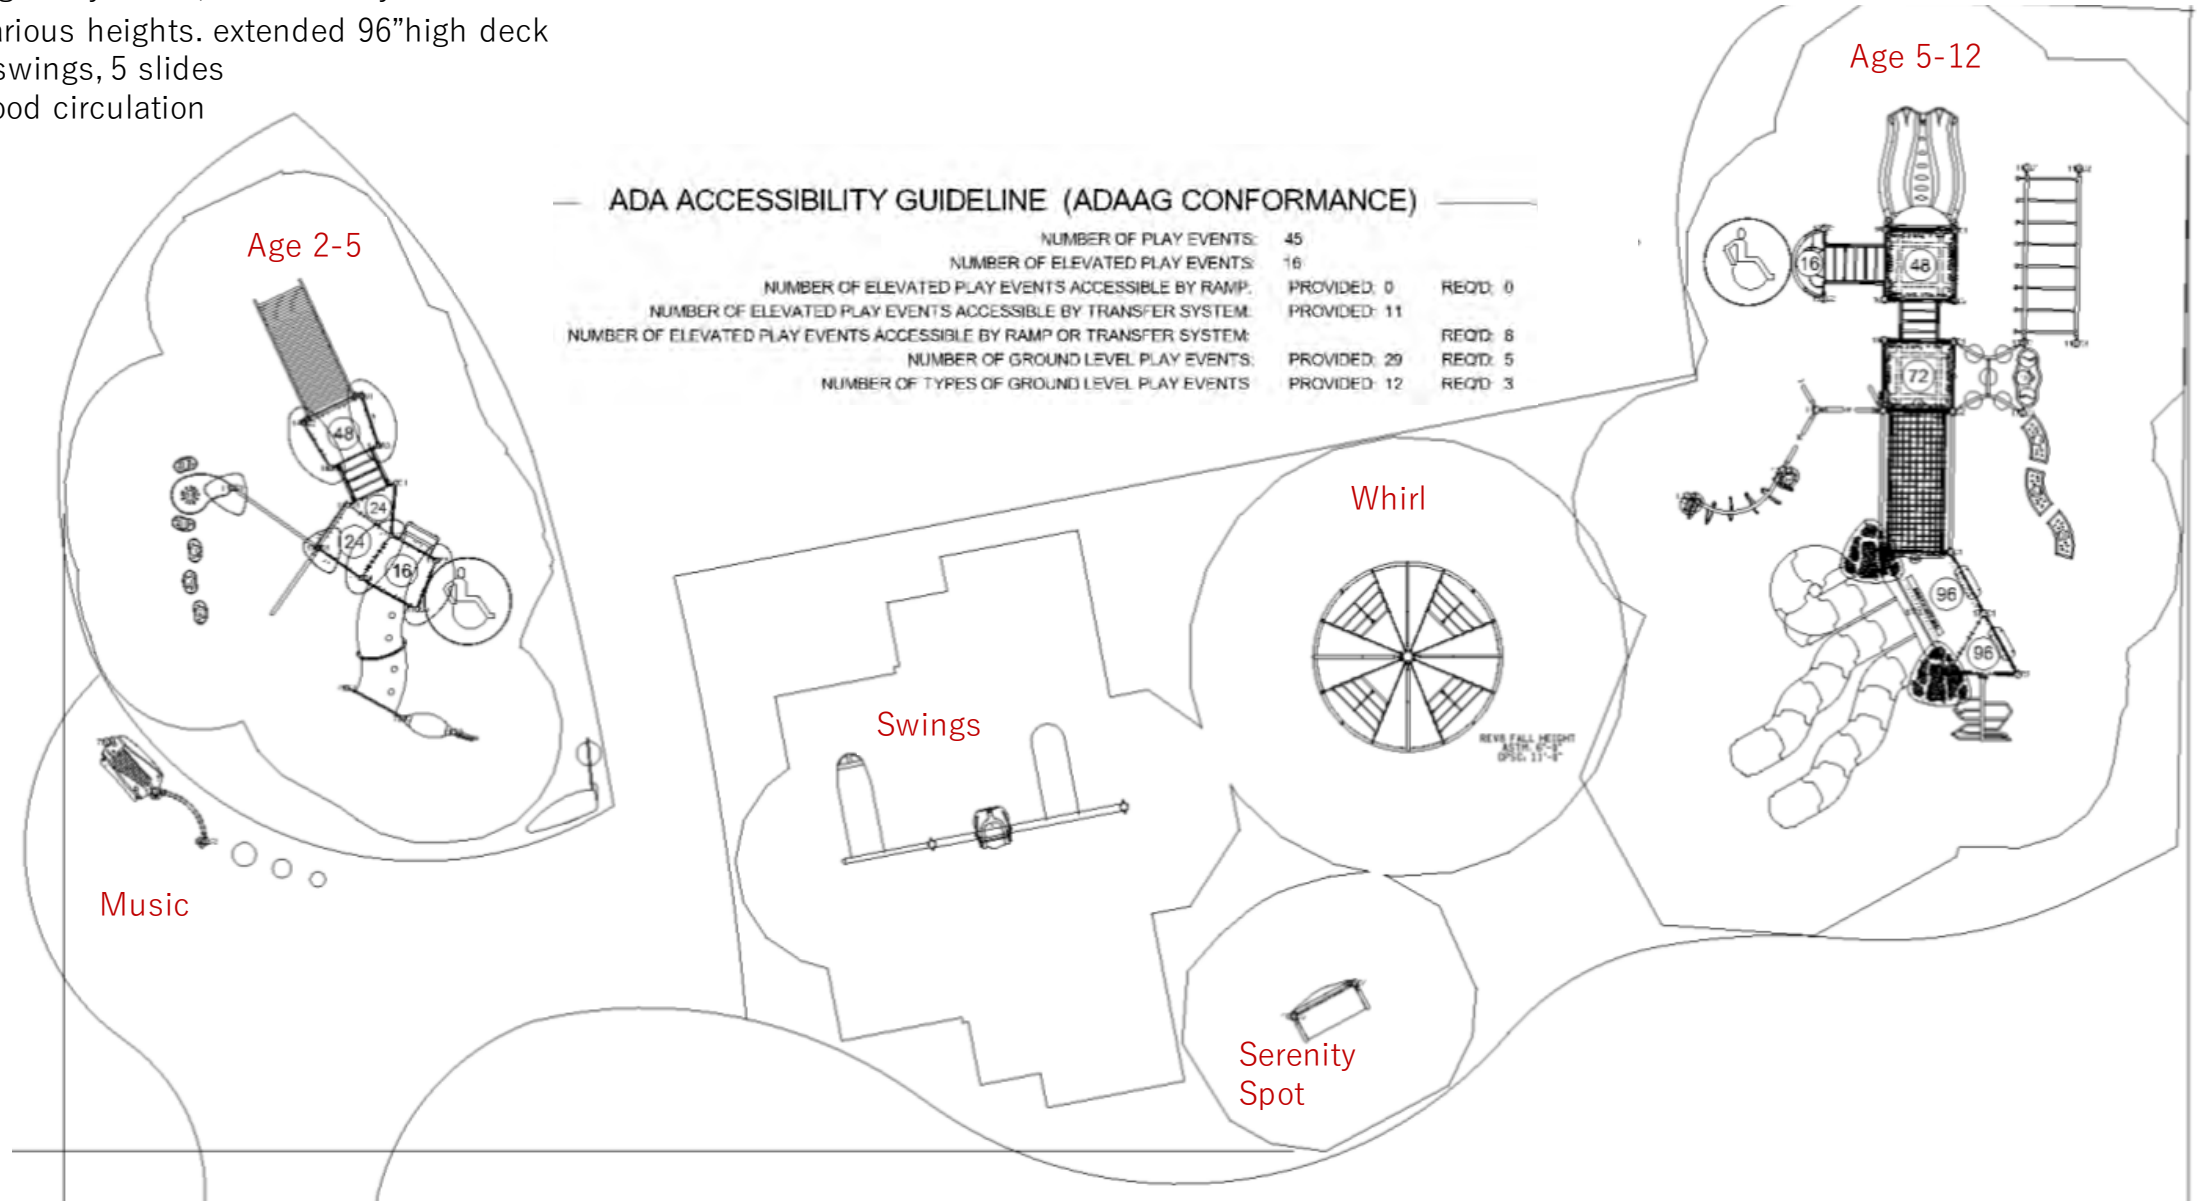 arious heights. extended 96”high deck
swings, 5 slides
ood circulation
Age 5-12
ADA ACCESSIBILITY GUIDELINE (ADAAG CONFORMANCE)
NUMBER OF PLAY EVENTS: 45
NUMBER OF ELEVATED PLAY EVENTS: 16
NUMBER OF ELEVATED PLAY EVENTS ACCESSIBLE BY RAMP: PROVIDED: 0 REQ'D: 0
NUMBER OF ELEVATED PLAY EVENTS ACCESSIBLE BY TRANSFER SYSTEM: PROVIDED: 11
NUMBER OF ELEVATED PLAY EVENTS ACCESSIBLE BY RAMP OR TRANSFER SYSTEM: REQ'D: 8
NUMBER OF GROUND LEVEL PLAY EVENTS: PROVIDED: 29 REQ'D: 5
NUMBER OF TYPES OF GROUND LEVEL PLAY EVENTS PROVIDED: 12 REQ'D: 3
Age 2-5
48
24
24
16
16
48
72
96
96
Whirl
REV8 FALL HEIGHT
Swings
Music
Serenity
Spot